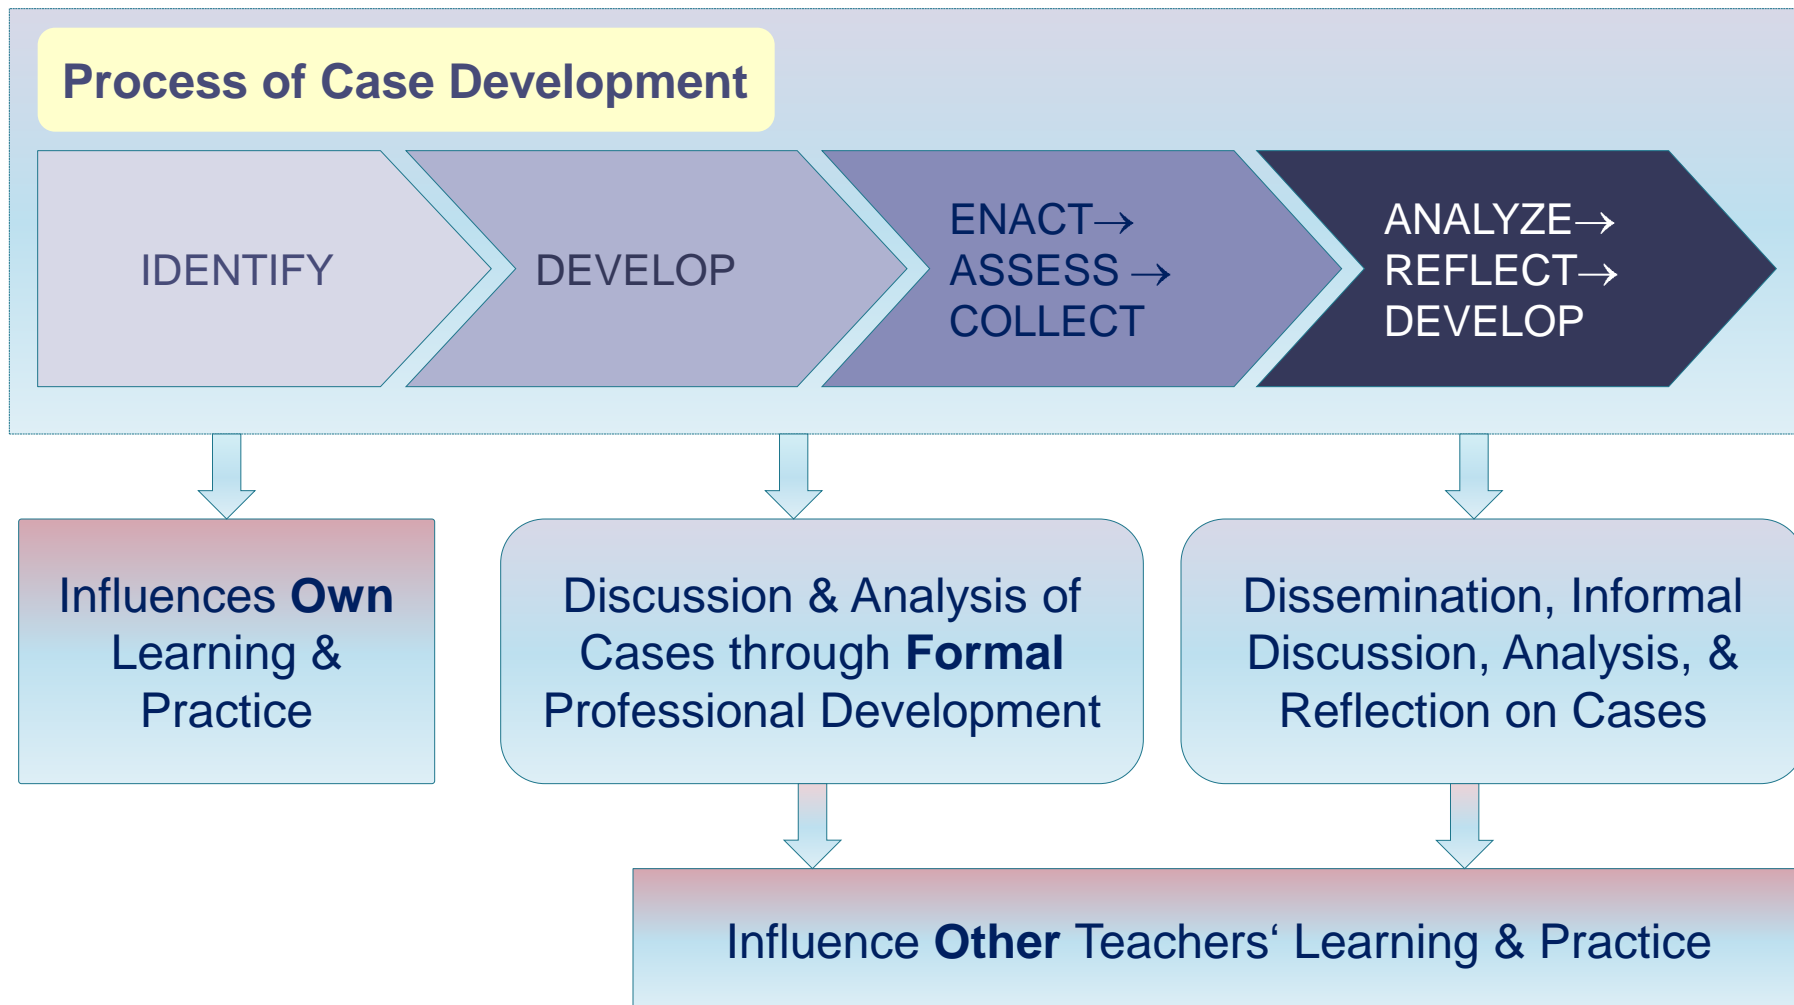 Process of Case Development
IDENTIFY
DEVELOP
ENACT→
ASSESS →
COLLECT
ANALYZE→
REFLECT→
DEVELOP
Influences Own
Learning &
Practice
Discussion & Analysis of
Cases through Formal
Professional Development
Dissemination, Informal
Discussion, Analysis, &
Reflection on Cases
Influence Other Teachers‘ Learning & Practice